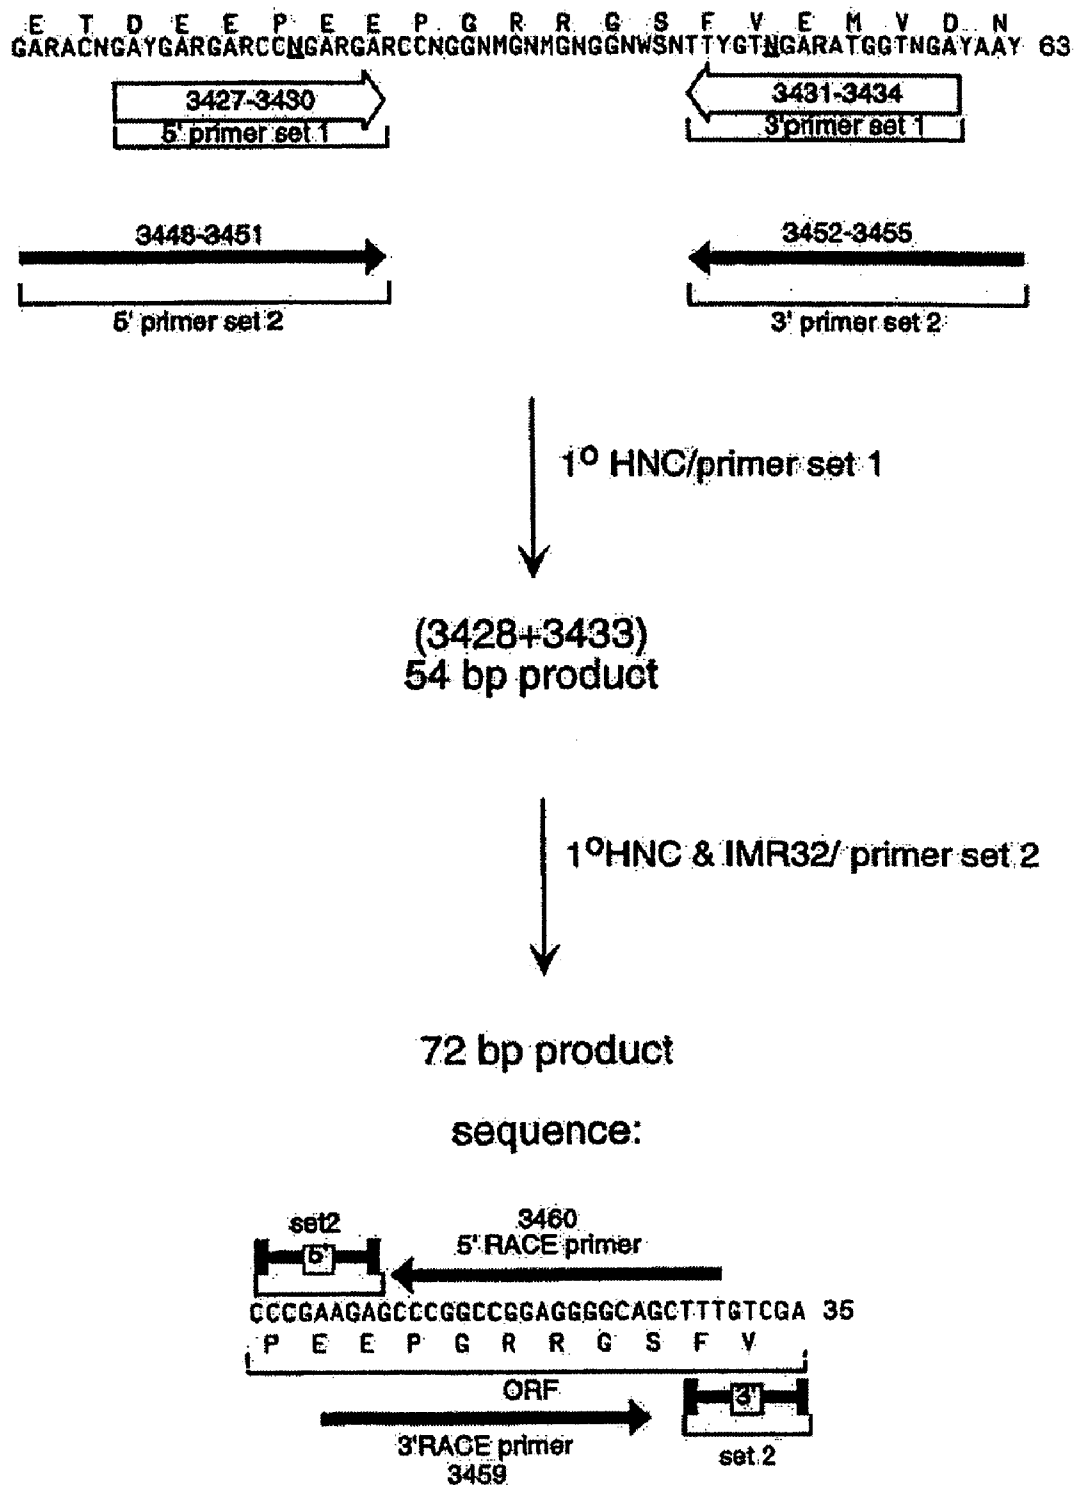 E T D E E P E E P G R R G S F V E M V D N
GARACNGAYGARGARCCNGARGARCCNGGNMGNMGNGGNWSNTTYGTNGARATGGTNGAYAAY 63
3427-3430
3431-3434
5' primer set 1
3'primer set 1
3448-3451
3452-3455
5' primer set 2
3' primer set 2
1º HNC/primer set 1
(3428+3433)
54 bp product
1ºHNC & IMR32/ primer set 2
72 bp product
sequence:
set2
5'
3460
5' RACE primer
CCCGAAGAGCCCGGCCGGAGGGGCAGCTTTGTCGA 35
P E E P G R R G S F V
ORF
3'
3'RACE primer
3459
set 2